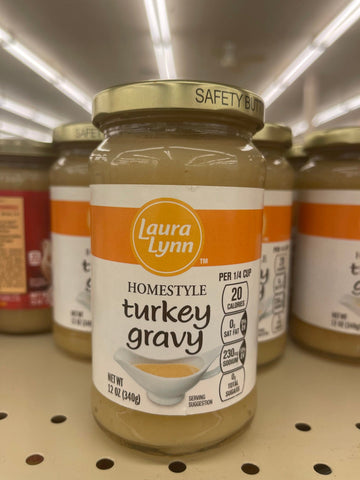 SAFETY BUTT
Laura
Lynn
TM
HOMESTYLE
turkey
gravy
PER 1/4 CUP
20
CALORIES
0g
SAT FAT
230mg
SODIUM
0g
TOTAL
SUGARS
NET WT
12 OZ (340g)
SERVING
SUGGESTION